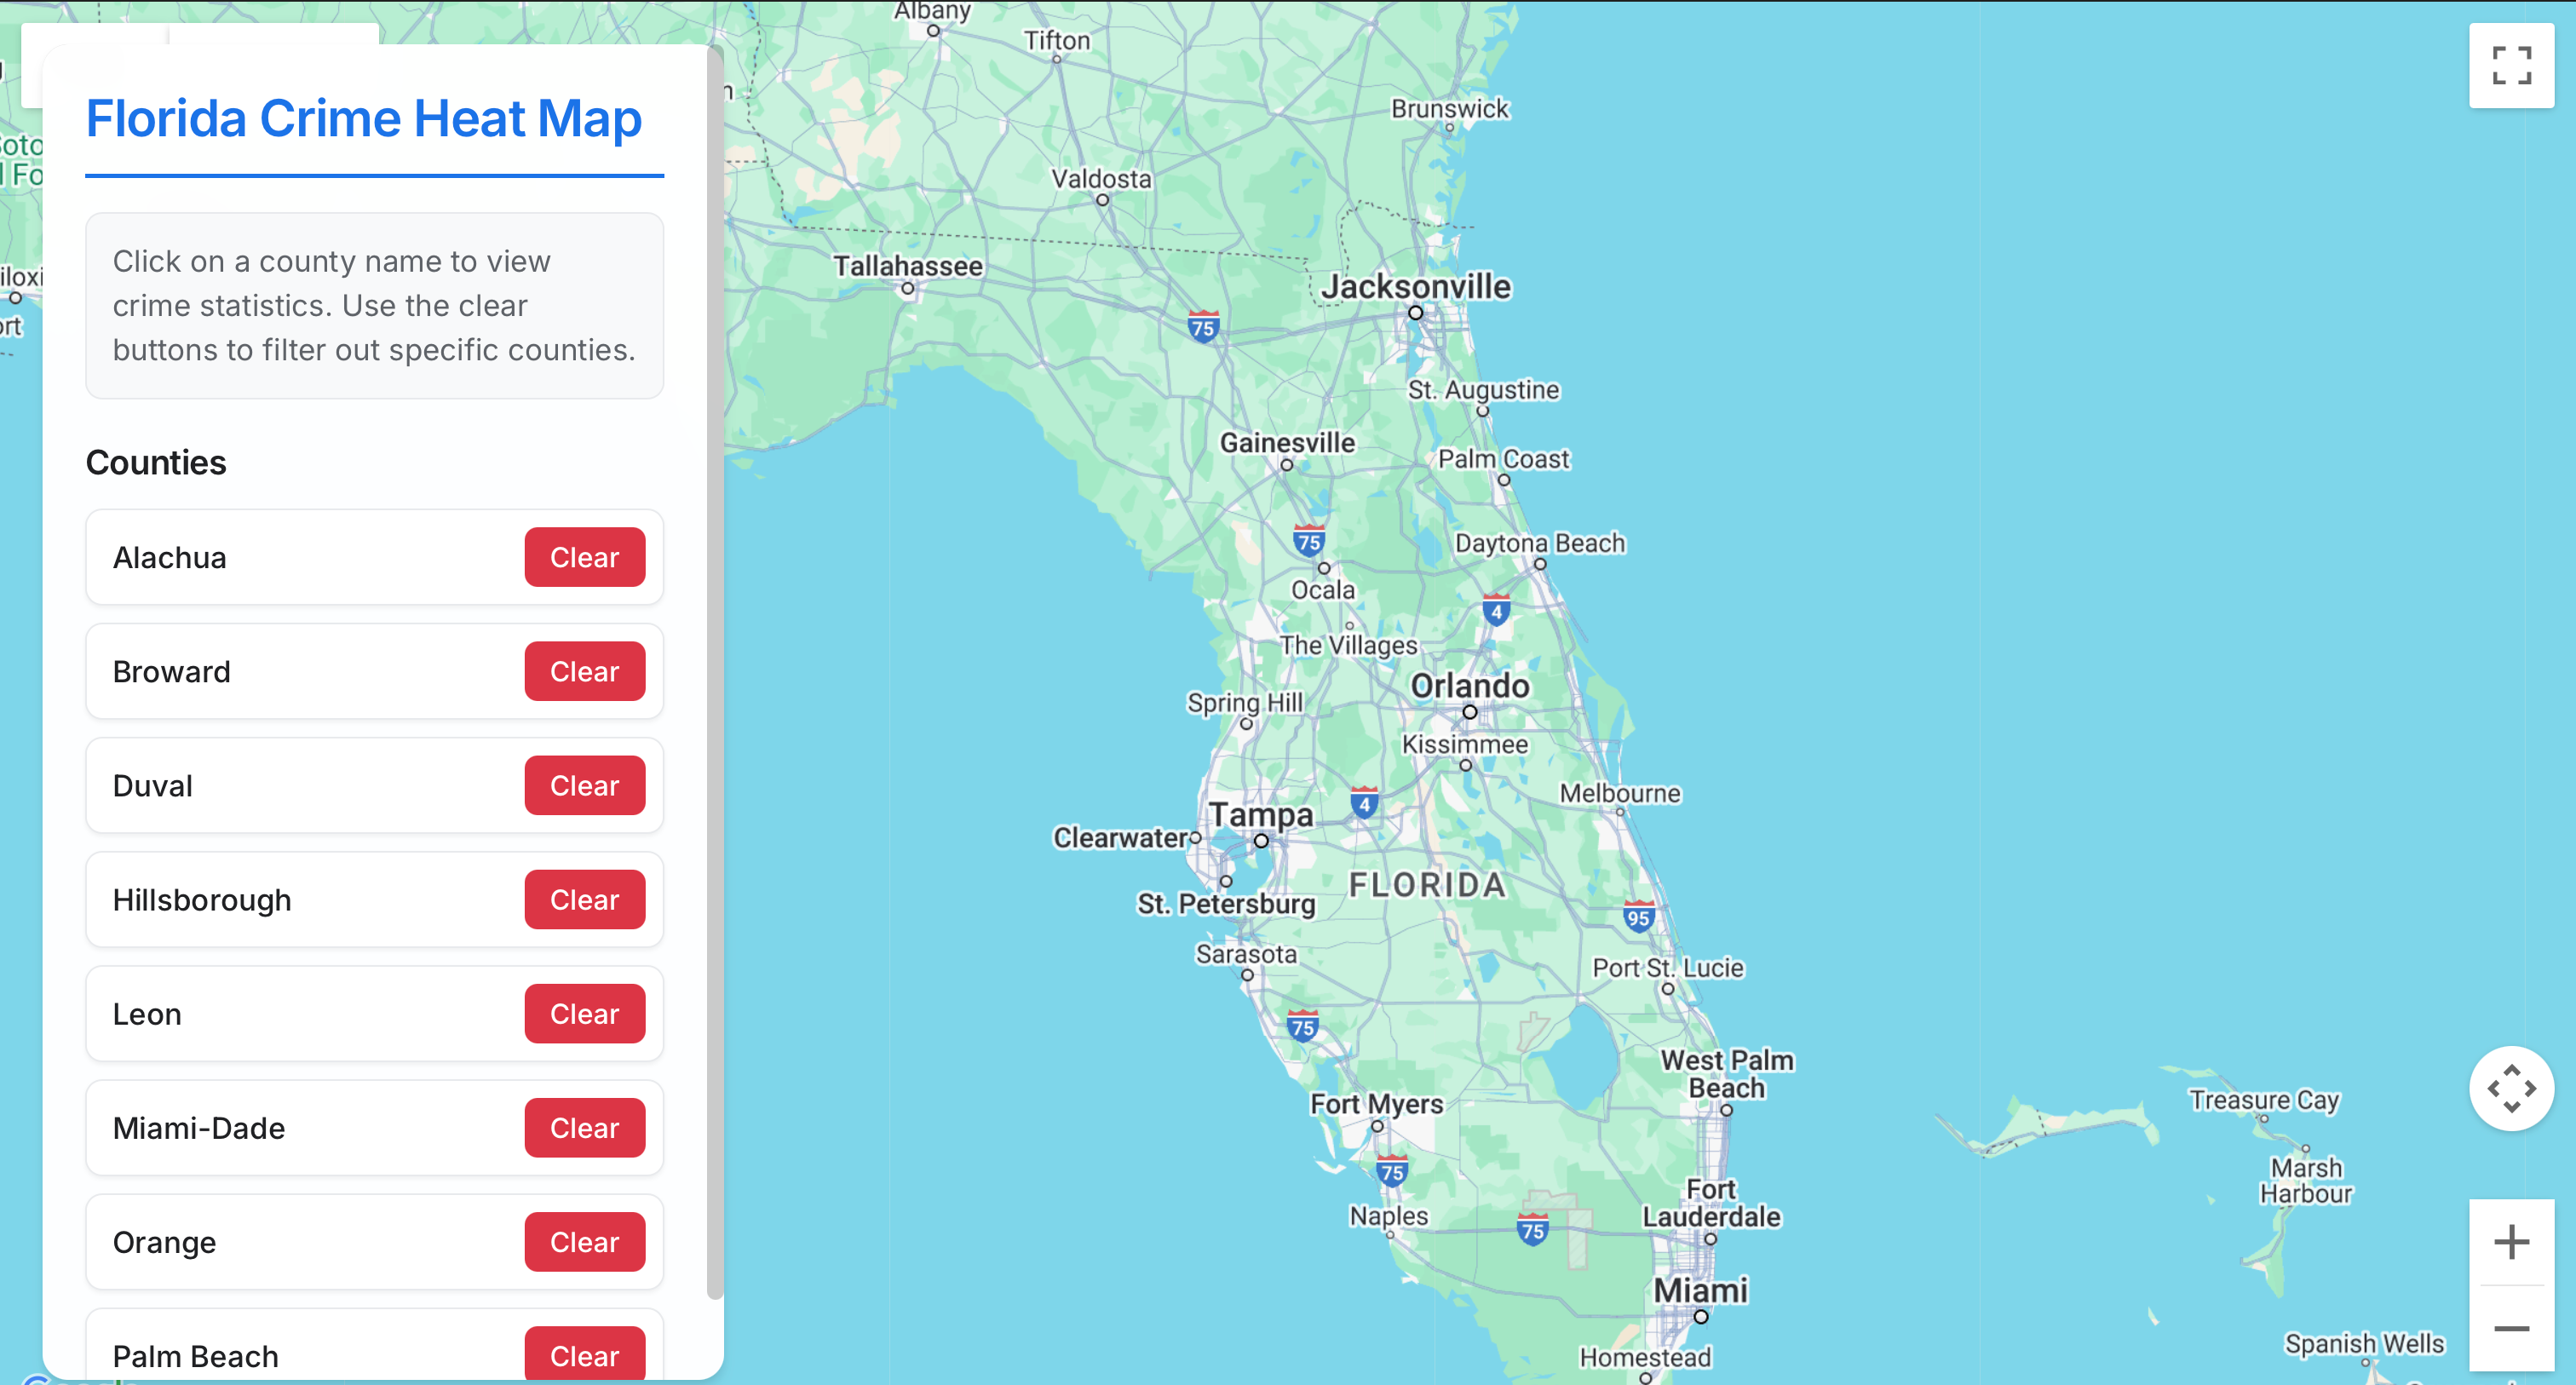 Florida Crime Heat Map
Click on a county name to view
crime statistics. Use the clear
buttons to filter out specific counties.
Counties
Alachua Clear
Broward Clear
Duval Clear
Hillsborough Clear
Leon Clear
Miami-Dade Clear
Orange Clear
Palm Beach Clear
Albany
Tifton
Brunswick
Valdosta
Tallahassee
Jacksonville
75
St. Augustine
Gainesville
Palm Coast
75
Daytona Beach
Ocala
4
The Villages
Orlando
Spring Hill
Kissimmee
Melbourne
4
Tampa
Clearwater
FLORIDA
St. Petersburg
95
Sarasota
Port St. Lucie
75
West Palm
Beach
Fort Myers
Treasure Cay
75
Marsh
Harbour
Fort
Lauderdale
Naples
75
Miami
Spanish Wells
Homestead